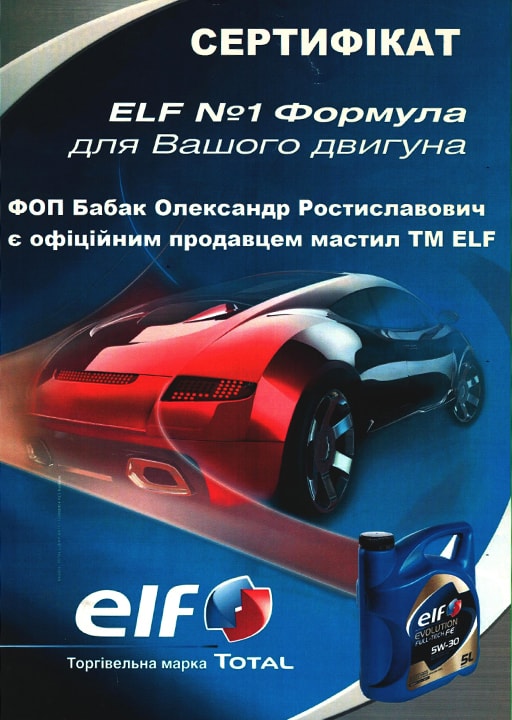 СЕРТИФІКАТ
ELF №1 Формула
для Вашого двигуна
ФОП Бабак Олександр Ростиславович
є офіційним продавцем мастил ТМ ELF
elf
Торгівельна марка TOTAL
elf
EVOLUTION
FULL-TECH FE
5W-30
5L